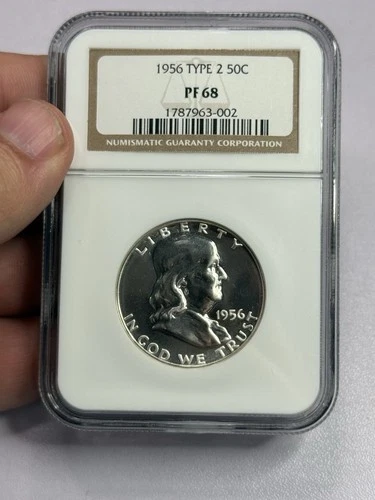 1956 TYPE 2 50C
PF 68
1787963-002
NUMISMATIC GUARANTY CORPORATION
LIBERTY
1956
IN GOD WE TRUST